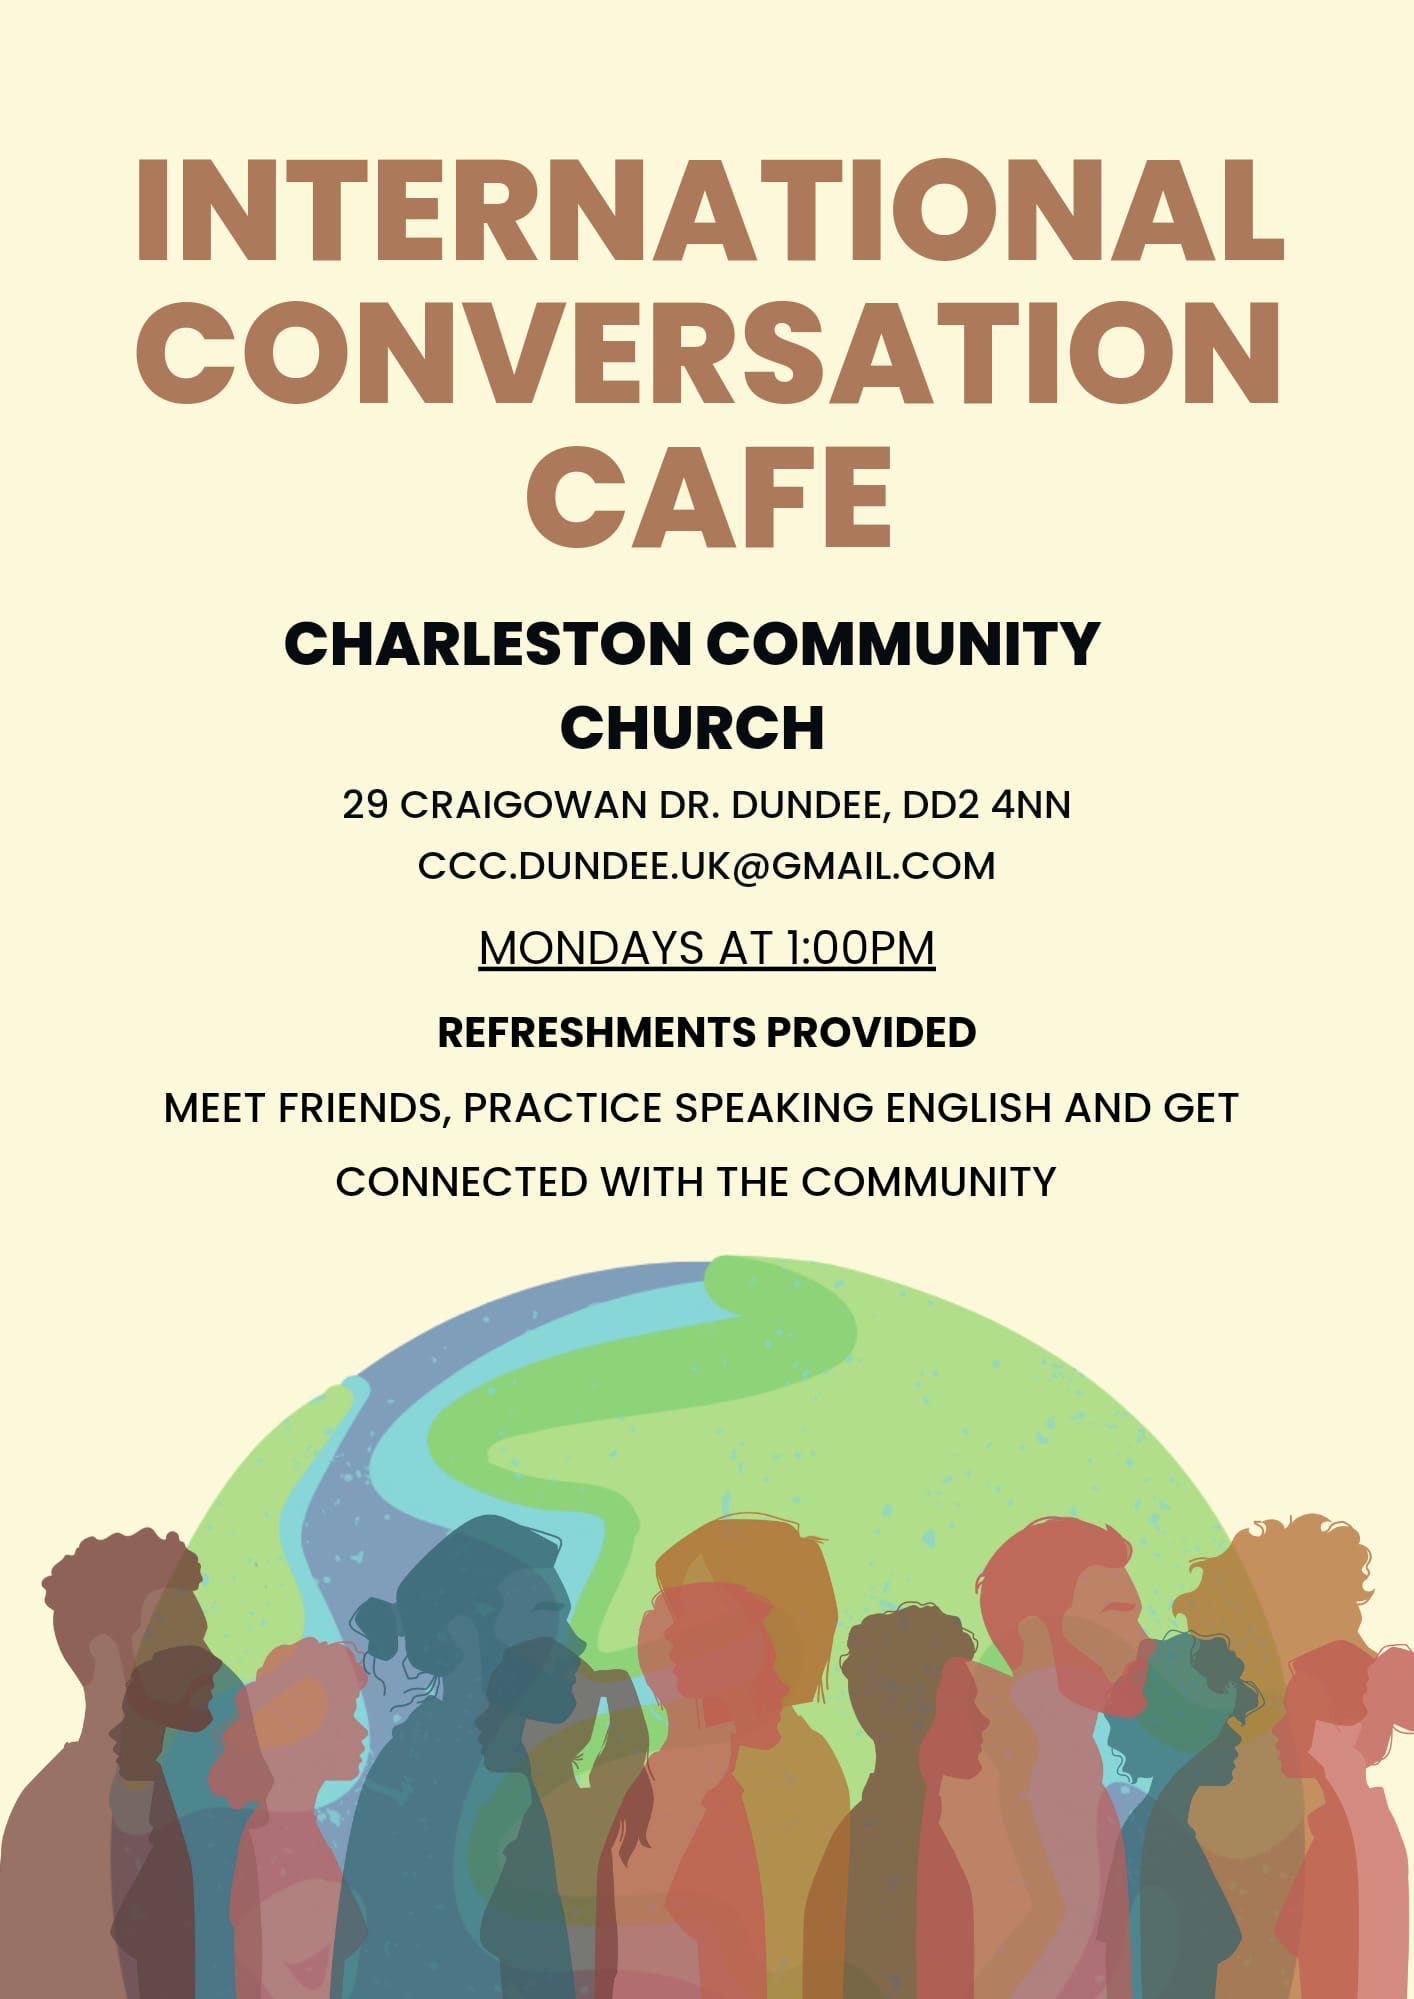 INTERNATIONAL
CONVERSATION
CAFE
CHARLESTON COMMUNITY
CHURCH
29 CRAIGOWAN DR. DUNDEE, DD2 4NN
CCC.DUNDEE.UK@GMAIL.COM
MONDAYS AT 1:00PM
REFRESHMENTS PROVIDED
MEET FRIENDS, PRACTICE SPEAKING ENGLISH AND GET
CONNECTED WITH THE COMMUNITY